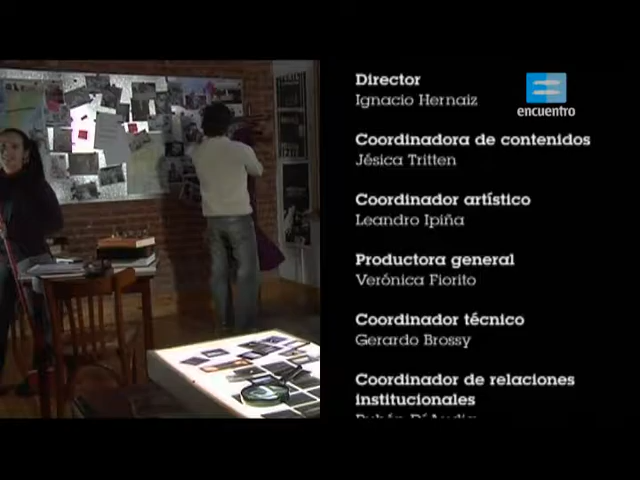 Director
Ignacio Hernaiz
encuentro
Coordinadora de contenidos
Jésica Tritten
Coordinador artístico
Leandro Ipiña
Productora general
Verónica Fiorito
Coordinador técnico
Gerardo Brossy
Coordinador de relaciones
institucionales